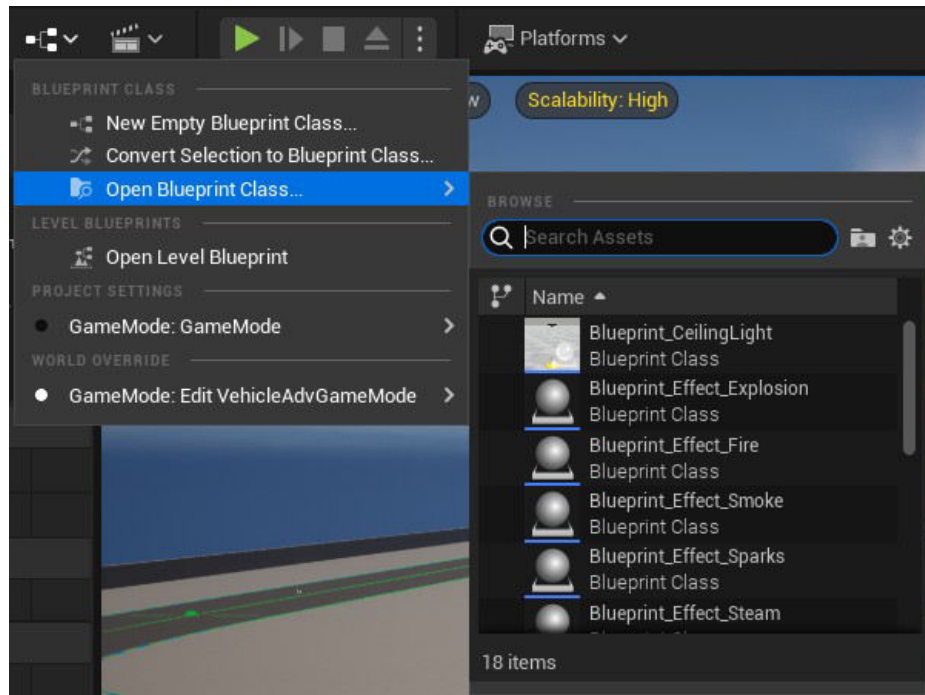 Platforms
BLUEPRINT CLASS
New Empty Blueprint Class...
Convert Selection to Blueprint Class...
Open Blueprint Class...
LEVEL BLUEPRINTS
Open Level Blueprint
PROJECT SETTINGS
GameMode: GameMode
WORLD OVERRIDE
GameMode: Edit VehicleAdvGameMode
Scalability: High
BROWSE
Search Assets
Name
Blueprint_CeilingLight
Blueprint Class
Blueprint_Effect_Explosion
Blueprint Class
Blueprint_Effect_Fire
Blueprint Class
Blueprint_Effect_Smoke
Blueprint Class
Blueprint_Effect_Sparks
Blueprint Class
Blueprint_Effect_Steam
18 items